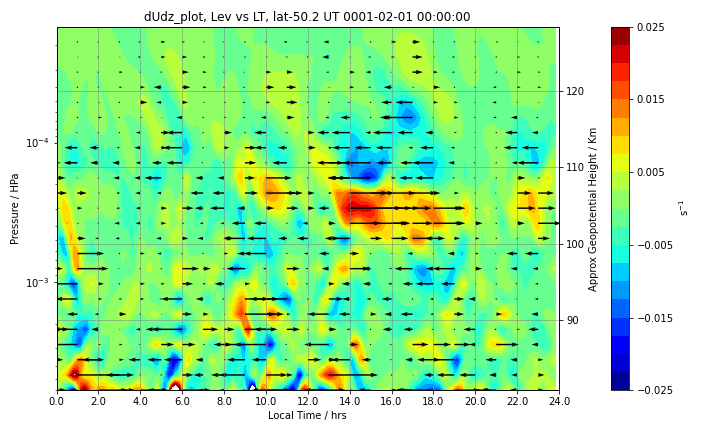 dUdz_plot, Lev vs LT, lat-50.2 UT 0001-02-01 00:00:00
Pressure / HPa
10⁻⁴
10⁻³
0.0 2.0 4.0 6.0 8.0 10.0 12.0 14.0 16.0 18.0 20.0 22.0 24.0
Local Time / hrs
120
110
100
90
Approx Geopotential Height / Km
0.025
0.015
0.005
−0.005
−0.015
−0.025
s⁻¹